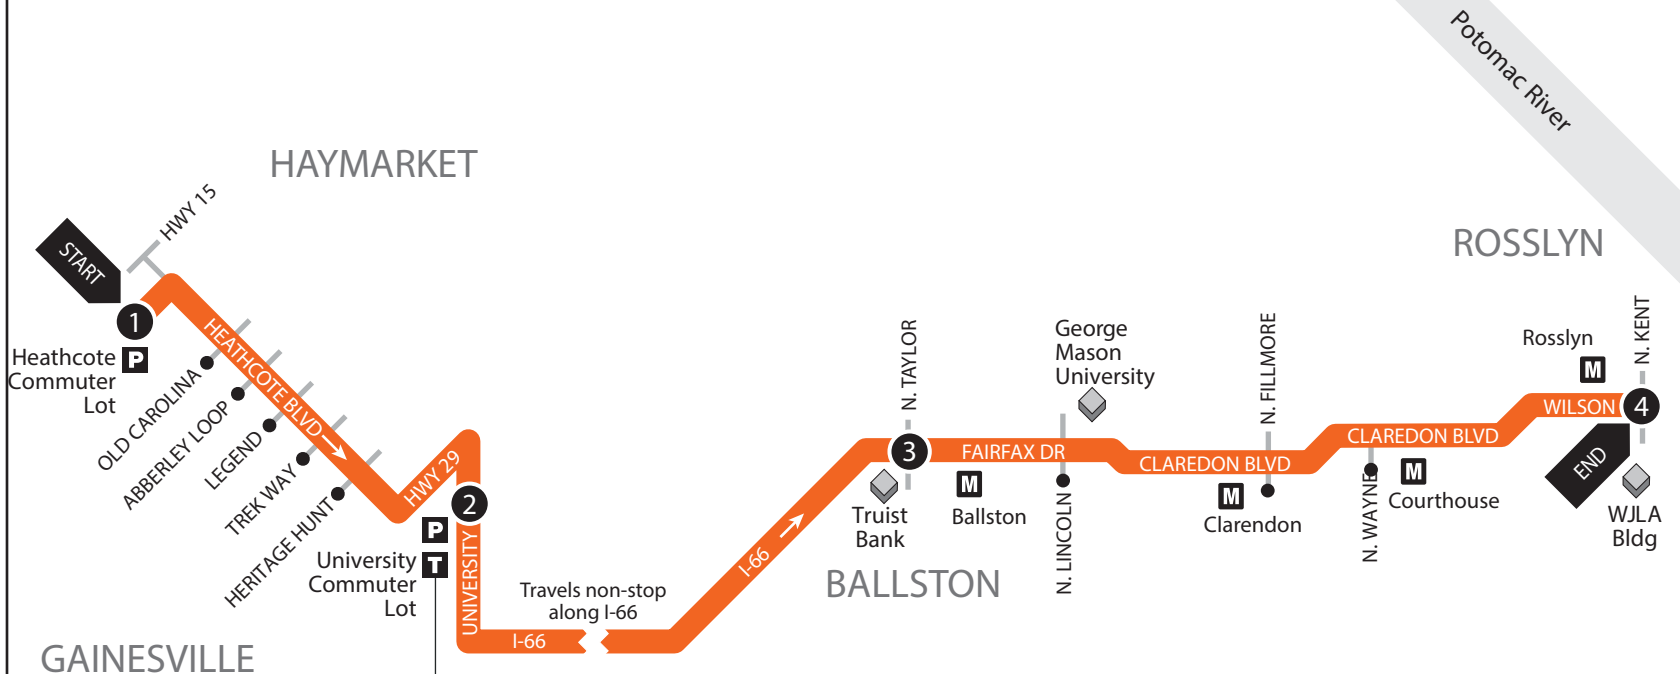 Potomac River
HAYMARKET
HWY 15
START
1
P
Heathcote
Commuter
Lot
HEATHCOTE BLVD
OLD CAROLINA
ABBERLEY LOOP
LEGEND
TREK WAY
HERITAGE HUNT
HWY 29
2
P
T
University
Commuter
Lot
UNIVERSITY
GAINESVILLE
I-66
Travels non-stop
along I-66
I-66
N. TAYLOR
3
Truist
Bank
BALLSTON
FAIRFAX DR
M
Ballston
George
Mason
University
N. LINCOLN
CLAREDON BLVD
N. FILLMORE
M
Clarendon
CLAREDON BLVD
N. WAYNE
M
Courthouse
ROSSLYN
Rosslyn
M
N. KENT
WILSON
4
END
WJLA
Bldg